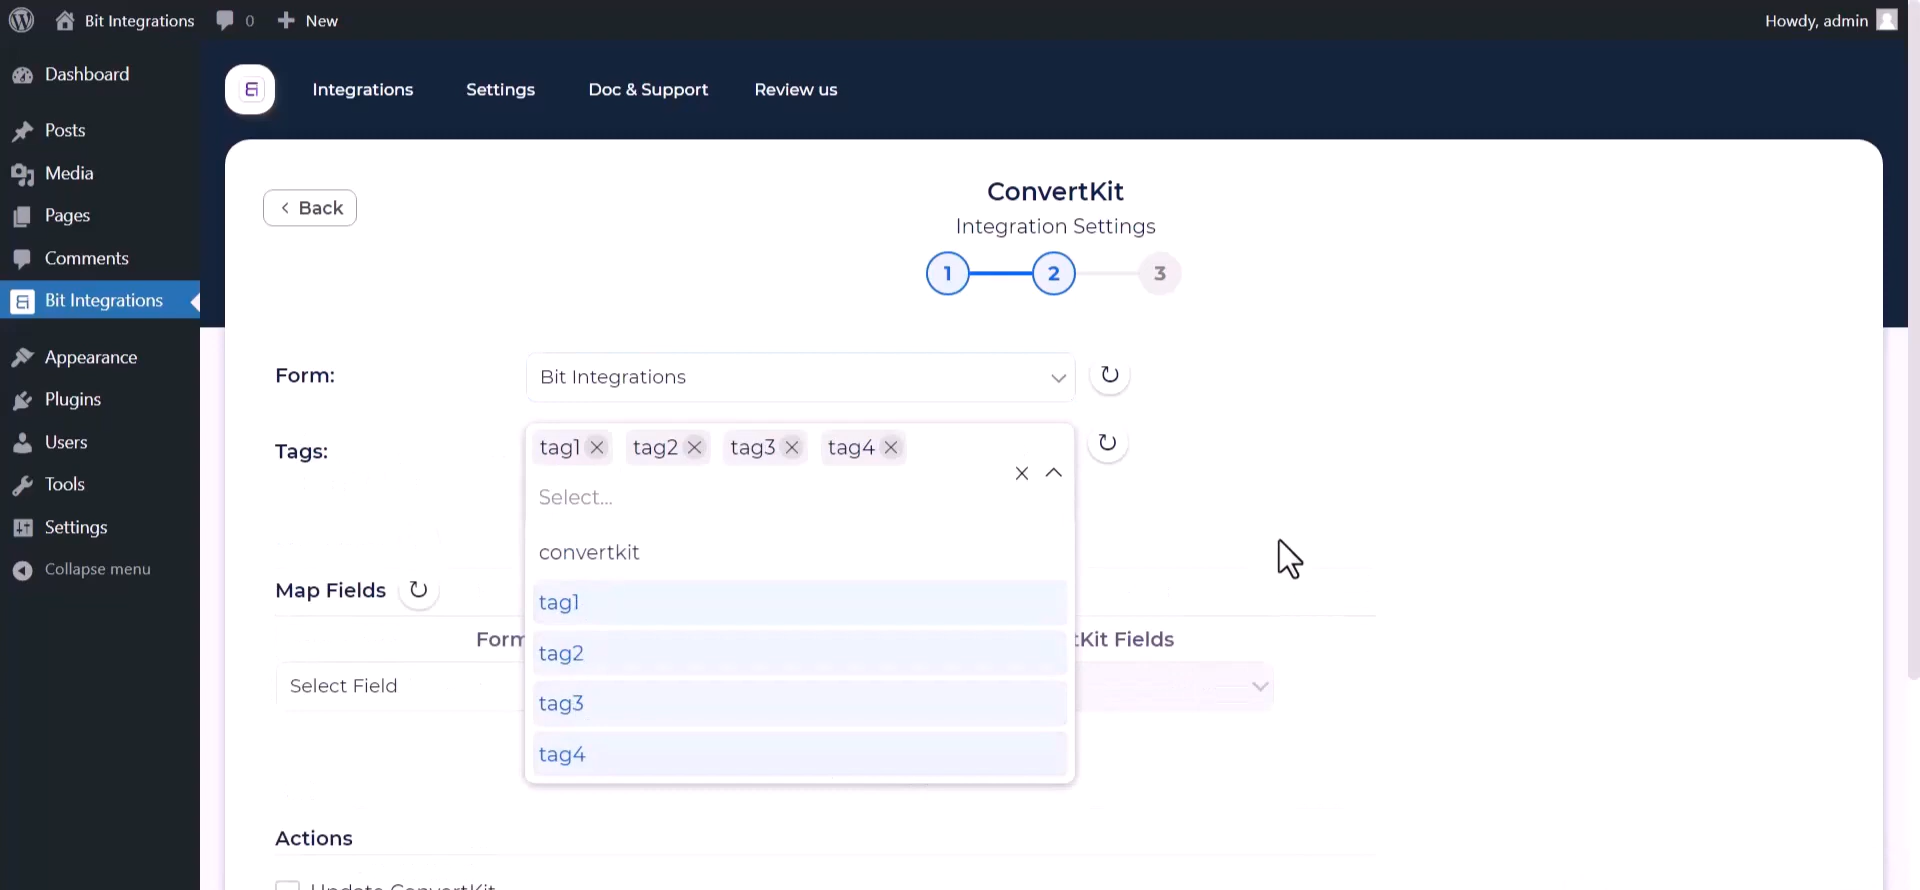 Bit Integrations
0
New
Howdy, admin
Dashboard
Posts
Media
Pages
Comments
Bit Integrations
Appearance
Plugins
Users
Tools
Settings
Collapse menu
Integrations
Settings
Doc & Support
Review us
Back
ConvertKit
Integration Settings
1
2
3
Form:
Bit Integrations
Tags:
tag1
tag2
tag3
tag4
Select...
convertkit
tag1
tag2
tag3
tag4
Map Fields
Form
tKit Fields
Select Field
Actions
Update ConvertKit